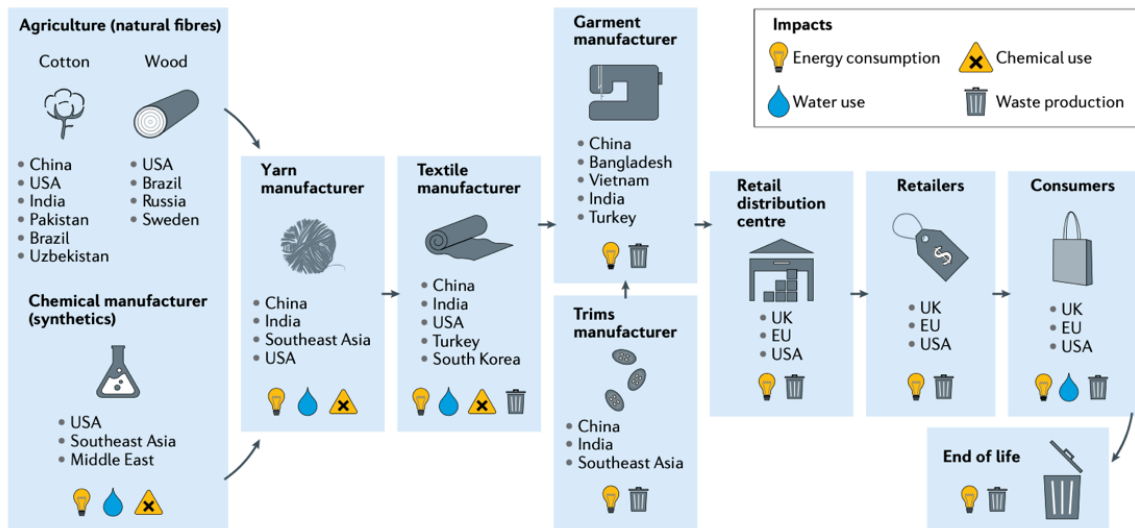 Agriculture (natural fibres)
Cotton
• China
• USA
• India
• Pakistan
• Brazil
• Uzbekistan
Wood
• USA
• Brazil
• Russia
• Sweden
Chemical manufacturer
(synthetics)
• USA
• Southeast Asia
• Middle East
Yarn
manufacturer
• China
• India
• Southeast Asia
• USA
Textile
manufacturer
• China
• India
• USA
• Turkey
• South Korea
Garment
manufacturer
• China
• Bangladesh
• Vietnam
• India
• Turkey
Trims
manufacturer
• China
• India
• Southeast Asia
Impacts
Energy consumption
Chemical use
Water use
Waste production
Retail
distribution
centre
• UK
• EU
• USA
Retailers
$
• UK
• EU
• USA
Consumers
• UK
• EU
• USA
End of life